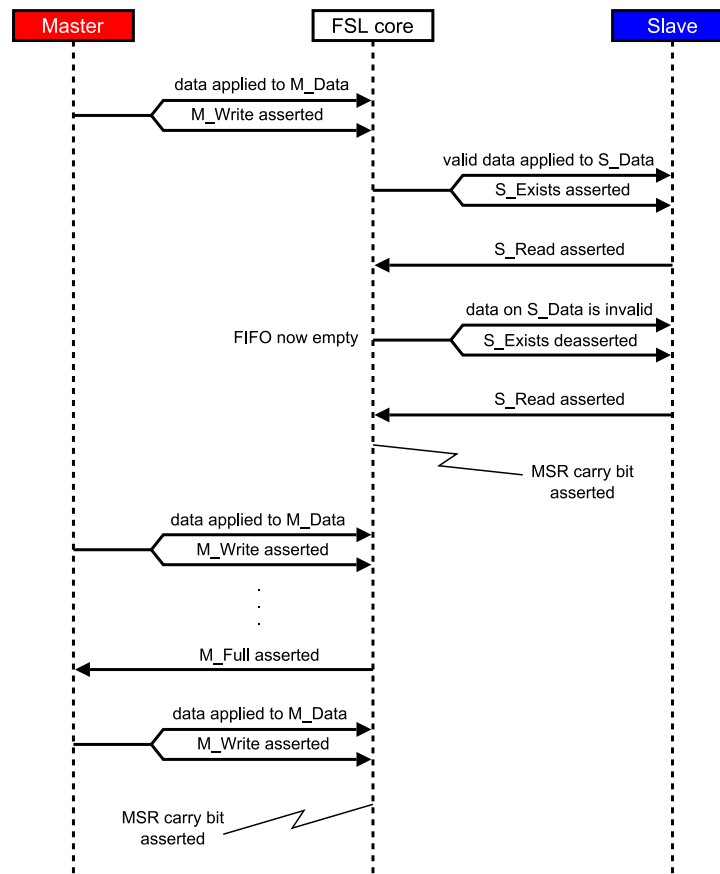 Master
FSL core
Slave
data applied to M_Data
M_Write asserted
valid data applied to S_Data
S_Exists asserted
S_Read asserted
data on S_Data is invalid
FIFO now empty
S_Exists deasserted
S_Read asserted
MSR carry bit
asserted
data applied to M_Data
M_Write asserted
.
.
.
M_Full asserted
data applied to M_Data
M_Write asserted
MSR carry bit
asserted